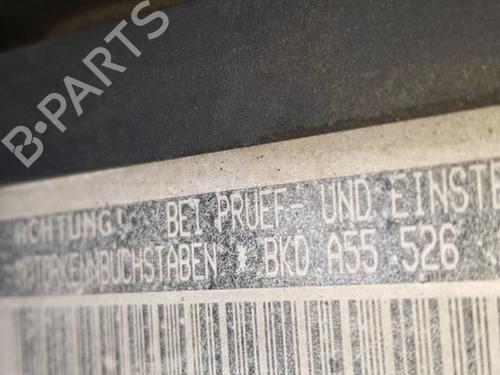 B-PARTS
ACHTUNG! BEI PRUEF- UND EINSTE
MOTORKENNBUCHSTABEN * BKD A55 526